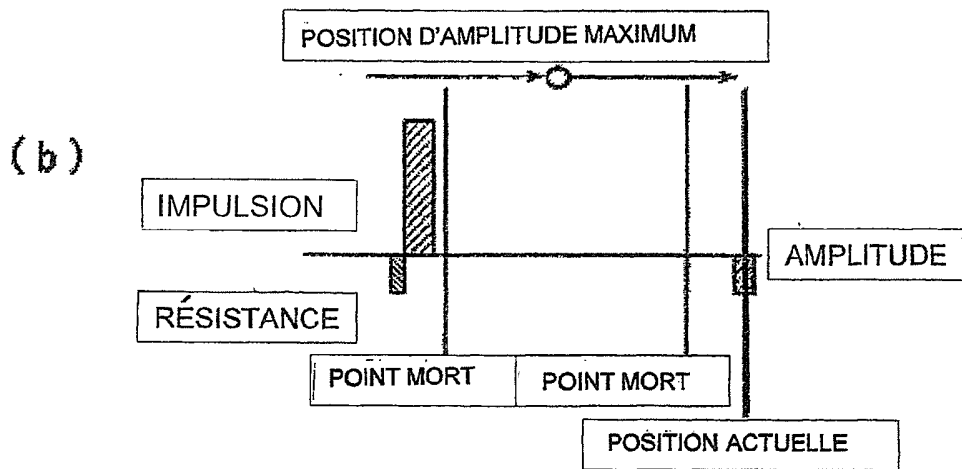 POSITION D'AMPLITUDE MAXIMUM
(b)
IMPULSION
AMPLITUDE
RÉSISTANCE
POINT MORT POINT MORT
POSITION ACTUELLE